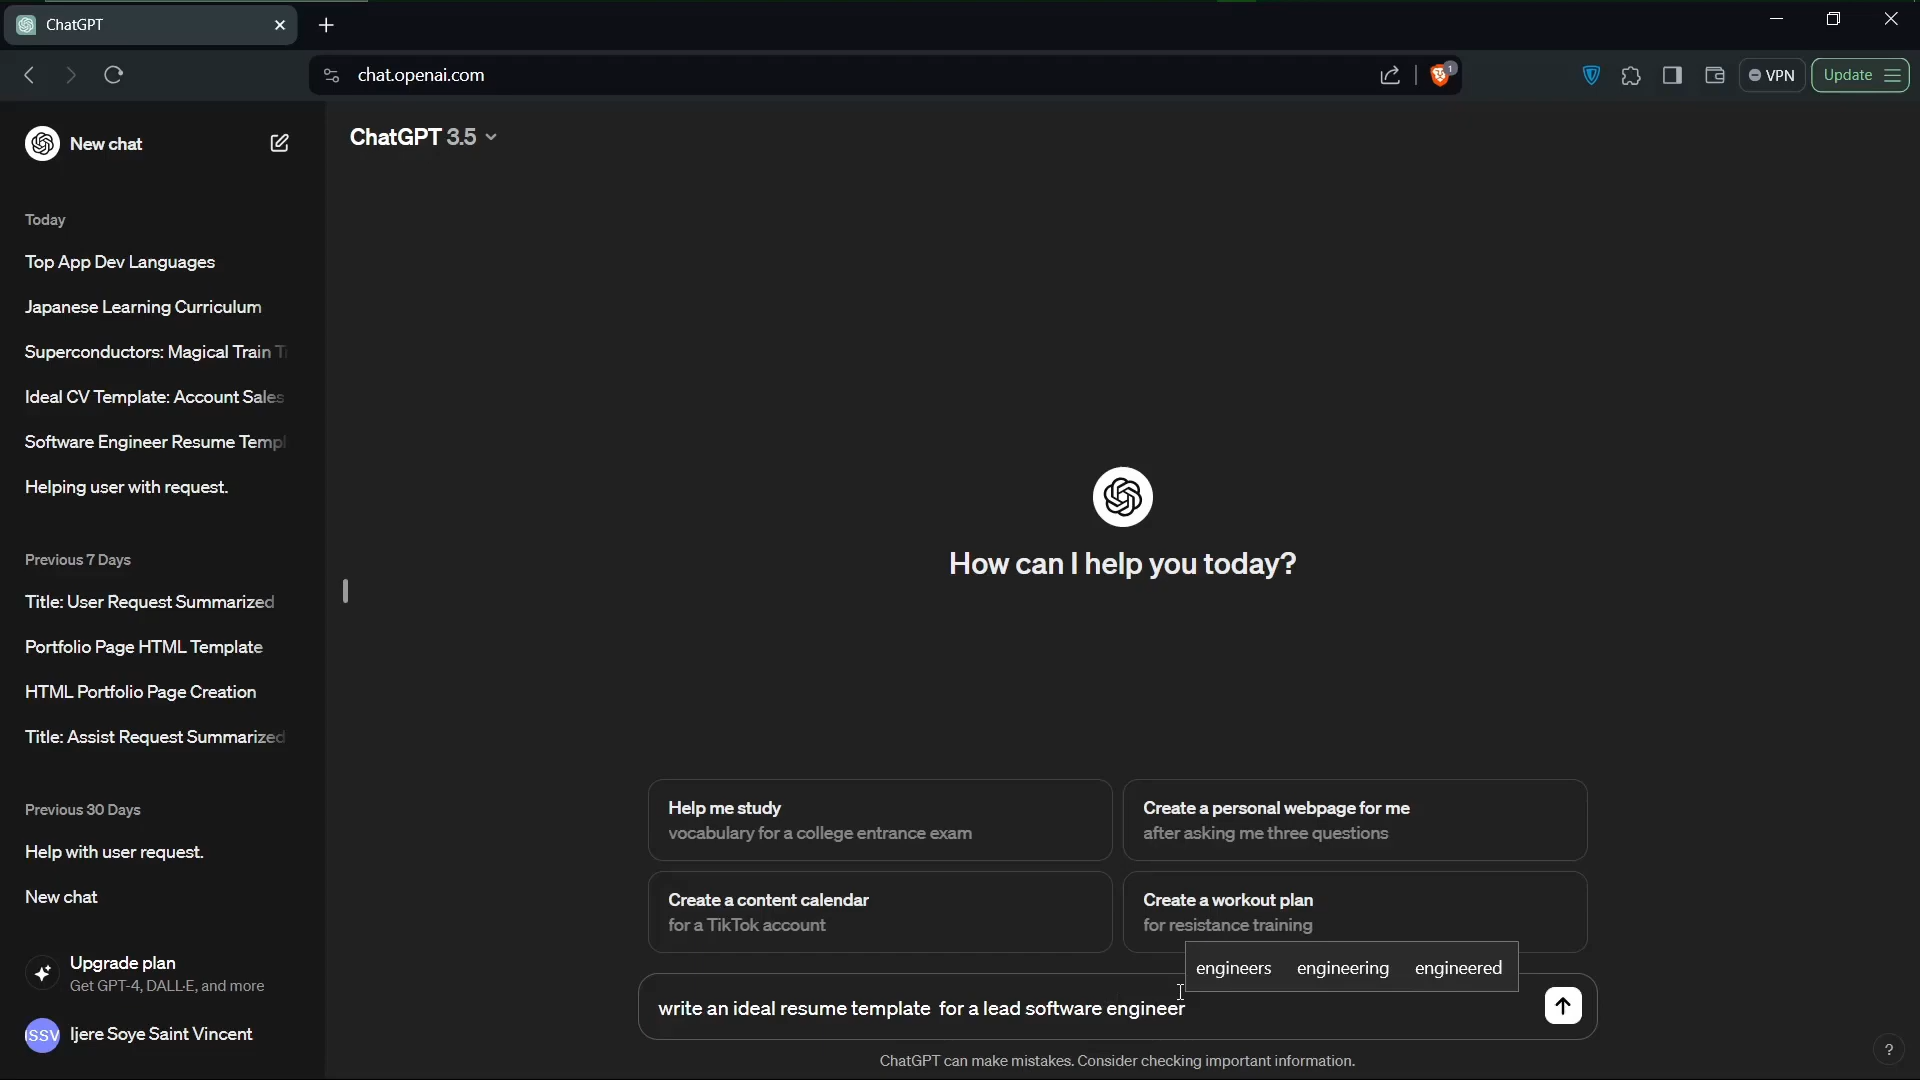 ChatGPT
chat.openai.com
1
VPN
Update
New chat
ChatGPT 3.5
Today
Top App Dev Languages
Japanese Learning Curriculum
Superconductors: Magical Train T
Ideal CV Template: Account Sales
Software Engineer Resume Templ
Helping user with request.
Previous 7 Days
Title: User Request Summarized
Portfolio Page HTML Template
HTML Portfolio Page Creation
Title: Assist Request Summarized
Previous 30 Days
Help with user request.
New chat
Upgrade plan
Get GPT-4, DALL·E, and more
SSV
Ijere Soye Saint Vincent
How can I help you today?
Help me study
vocabulary for a college entrance exam
Create a personal webpage for me
after asking me three questions
Create a content calendar
for a TikTok account
Create a workout plan
for resistance training
engineers engineering engineered
write an ideal resume template  for a lead software engineer
ChatGPT can make mistakes. Consider checking important information.
?